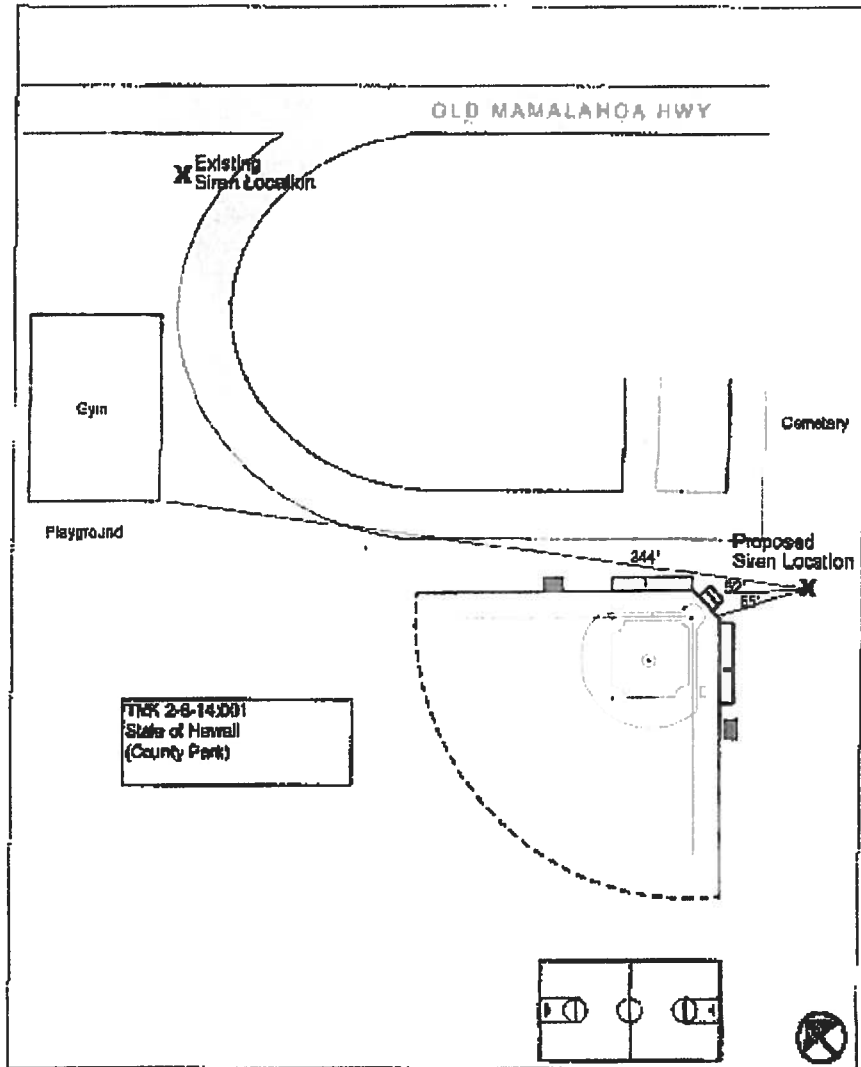 OLD MAMALAHOA HWY
X Existing
Siren Location
Gym
Cemetary
Playground
Proposed
Siren Location
244'
X
55'
TMK 2-6-14:001
State of Hawaii
(County Park)